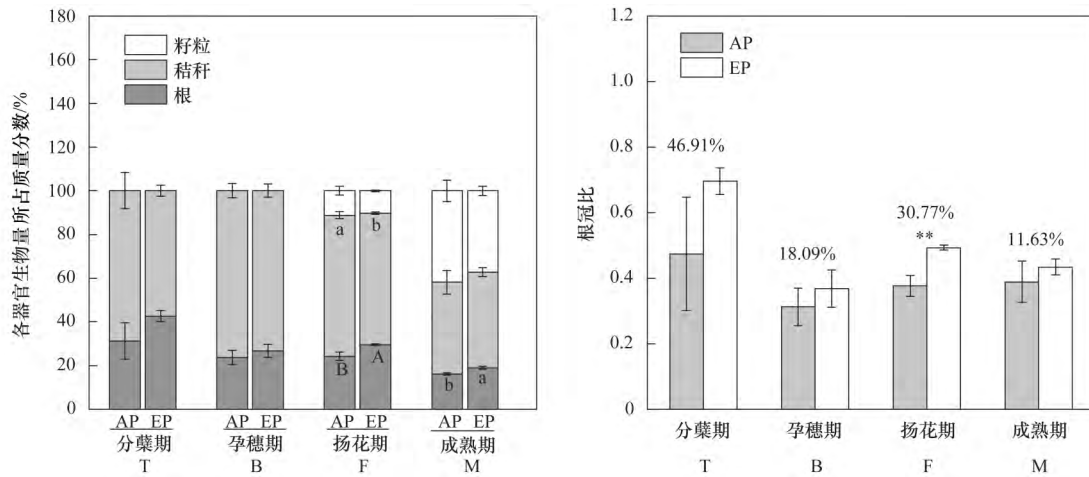 各器官生物量 所占质量分数/%
180
160
140
120
100
80
60
40
20
0
籽粒
秸秆
根
a
b
B
A
b
a
AP EP AP EP AP EP AP EP
分蘖期 孕穗期 扬花期 成熟期
T B F M
根冠比
1.2
1.0
0.8
0.6
0.4
0.2
0
AP
EP
46.91%
18.09%
30.77%
**
11.63%
分蘖期 孕穗期 扬花期 成熟期
T B F M